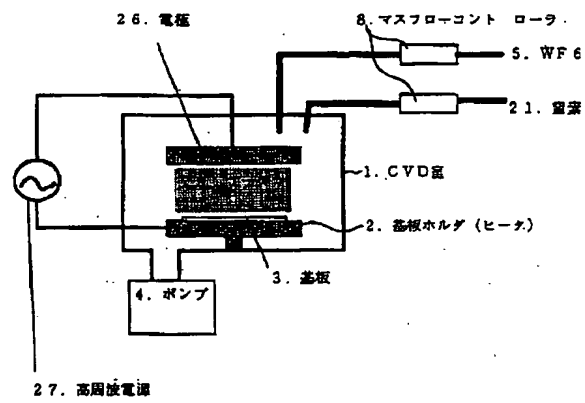 26. 電極
8. マスフローコントローラ
5. WF6
21. 窒素
1. CVD室
2. 基板ホルダ (ヒータ)
3. 基板
4. ポンプ
27. 高周波電源